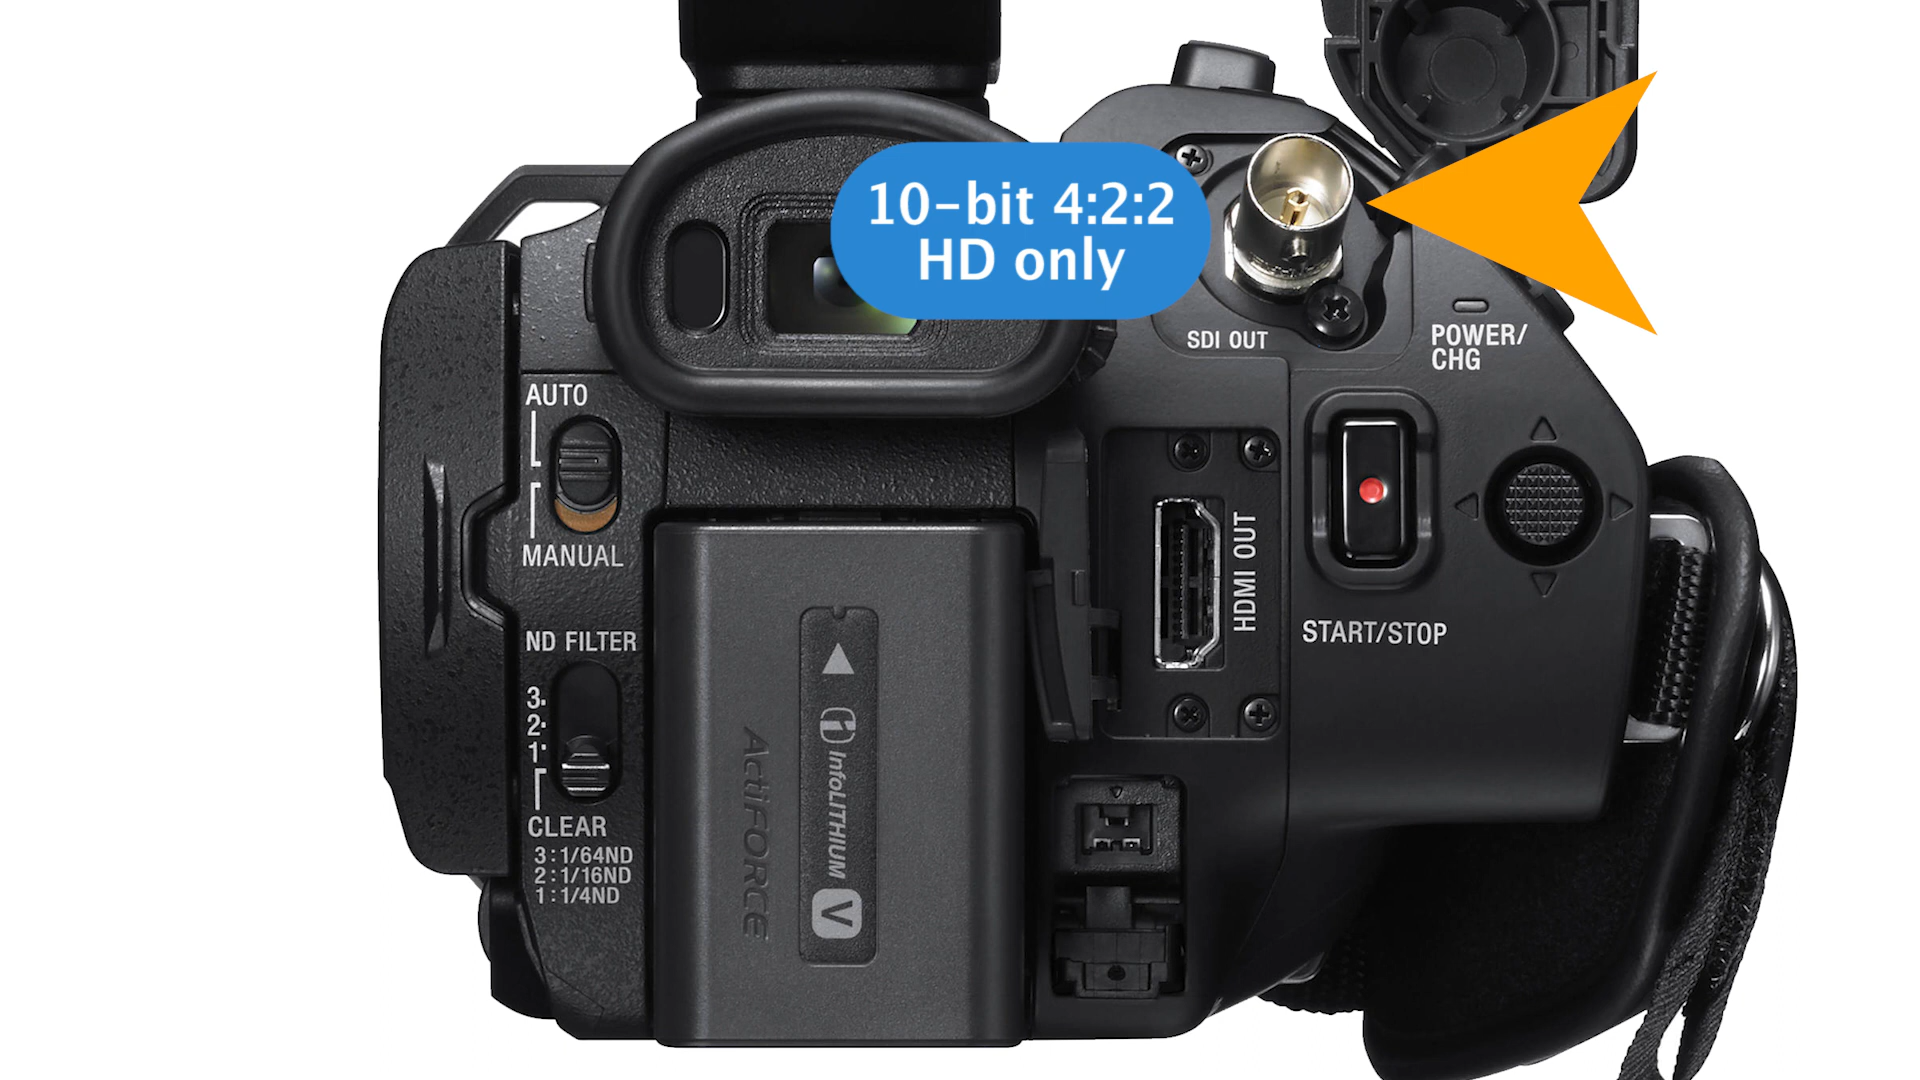 10-bit 4:2:2
HD only
SDI OUT
POWER/
CHG
AUTO
MANUAL
HDMI OUT
START/STOP
ND FILTER
3
2
1
CLEAR
3:1/64ND
2:1/16ND
1:1/4ND
ActiFORCE
InfoLITHIUM V